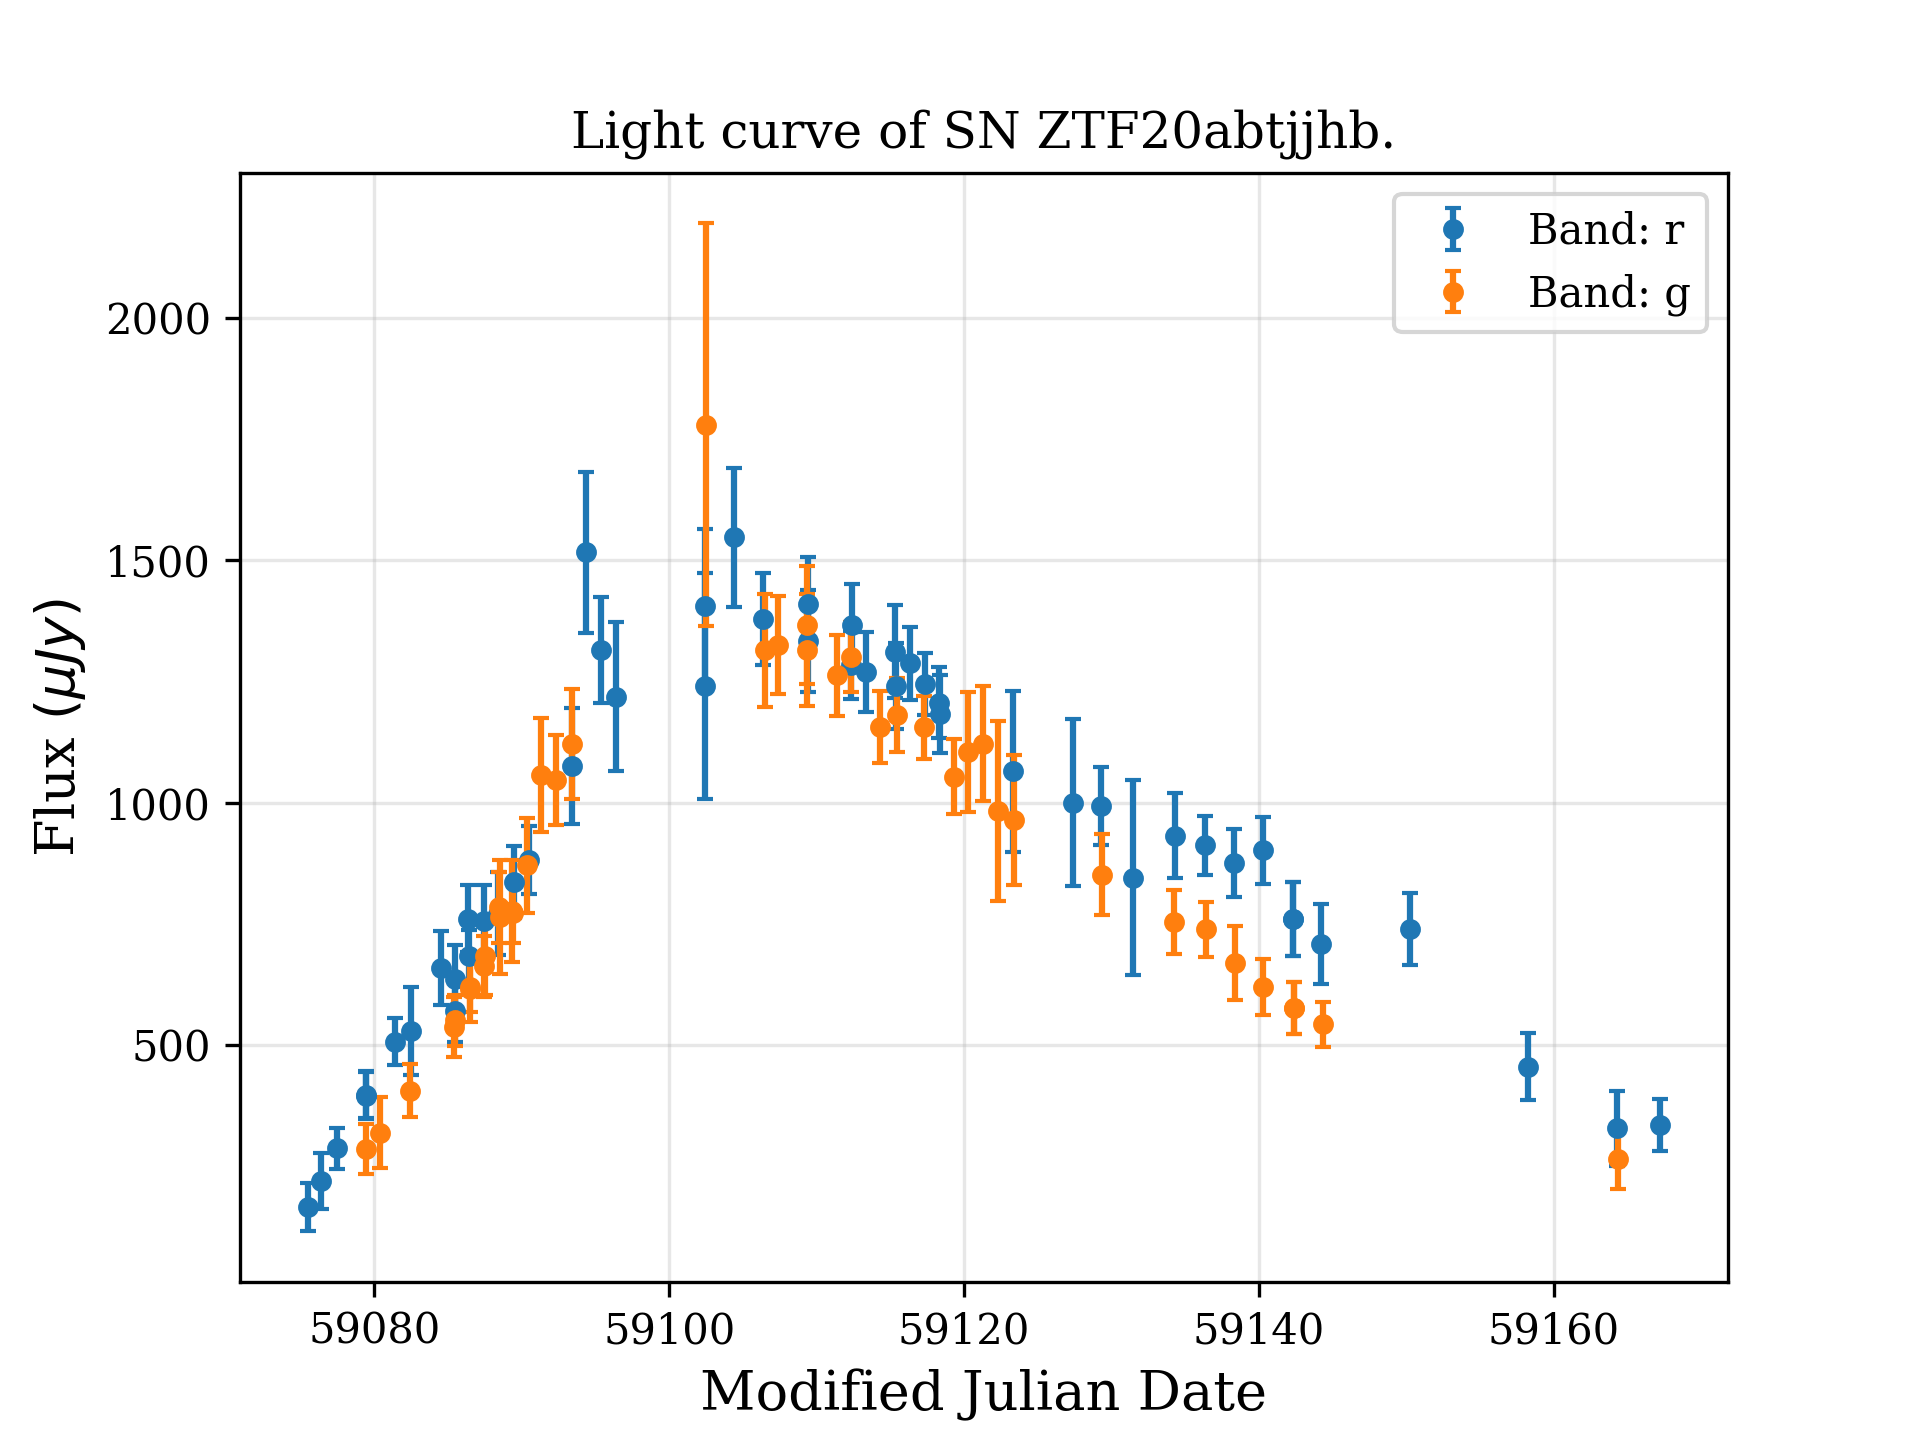 Light curve of SN ZTF20abtjjhb.
Band: r
Band: g
2000
1500
1000
500
Flux (μJy)
59080 59100 59120 59140 59160
Modified Julian Date